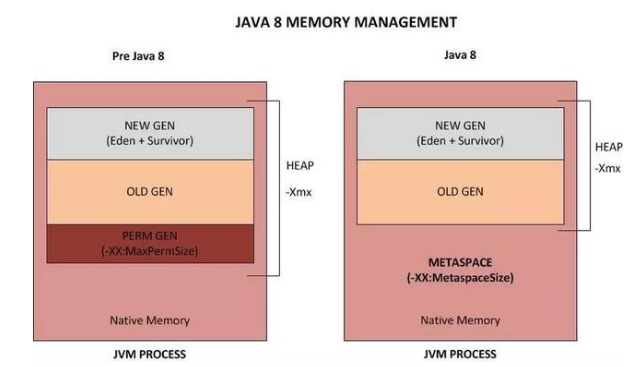 JAVA 8 MEMORY MANAGEMENT
Pre Java 8
NEW GEN
(Eden + Survivor)
OLD GEN
PERM GEN
(-XX:MaxPermSize)
Native Memory
HEAP
-Xmx
JVM PROCESS
Java 8
NEW GEN
(Eden + Survivor)
OLD GEN
METASPACE
(-XX:MetaspaceSize)
Native Memory
HEAP
-Xmx
JVM PROCESS